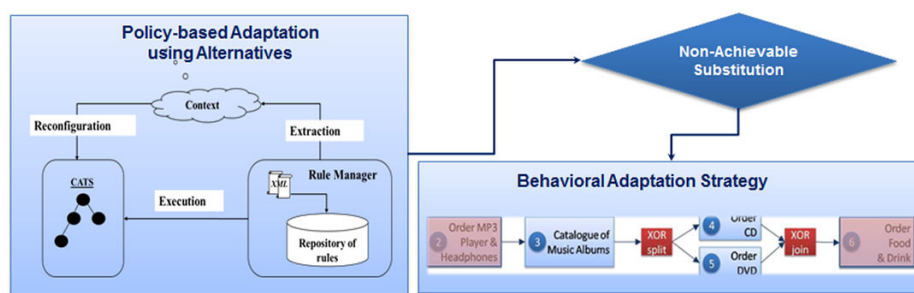 Policy-based Adaptation
using Alternatives
Context
Reconfiguration
Extraction
CATS
Execution
XML
Rule Manager
Repository of
rules
Non-Achievable
Substitution
Behavioral Adaptation Strategy
2
Order MP3
Player &
Headphones
3
Catalogue of
Music Albums
XOR
split
4
Order
CD
5
Order
DVD
XOR
join
6
Order
Food
& Drink